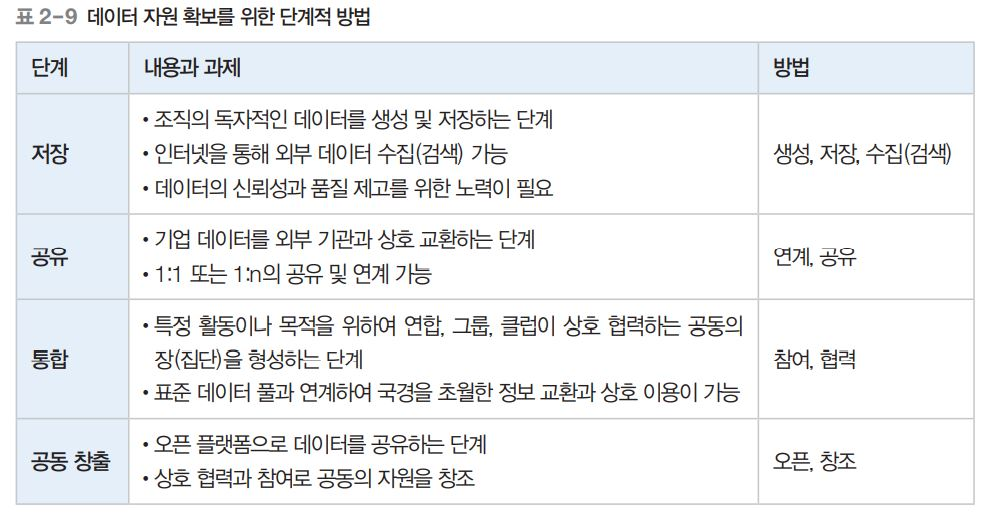 표 2-9 데이터 자원 확보를 위한 단계적 방법
단계 내용과 과제 방법
저장
• 조직의 독자적인 데이터를 생성 및 저장하는 단계
• 인터넷을 통해 외부 데이터 수집(검색) 가능
• 데이터의 신뢰성과 품질 제고를 위한 노력이 필요
생성, 저장, 수집(검색)
공유
• 기업 데이터를 외부 기관과 상호 교환하는 단계
• 1:1 또는 1:n의 공유 및 연계 가능
연계, 공유
통합
• 특정 활동이나 목적을 위하여 연합, 그룹, 클럽이 상호 협력하는 공동의
장(집단)을 형성하는 단계
• 표준 데이터 풀과 연계하여 국경을 초월한 정보 교환과 상호 이용이 가능
참여, 협력
공동 창출
• 오픈 플랫폼으로 데이터를 공유하는 단계
• 상호 협력과 참여로 공동의 자원을 창조
오픈, 창조